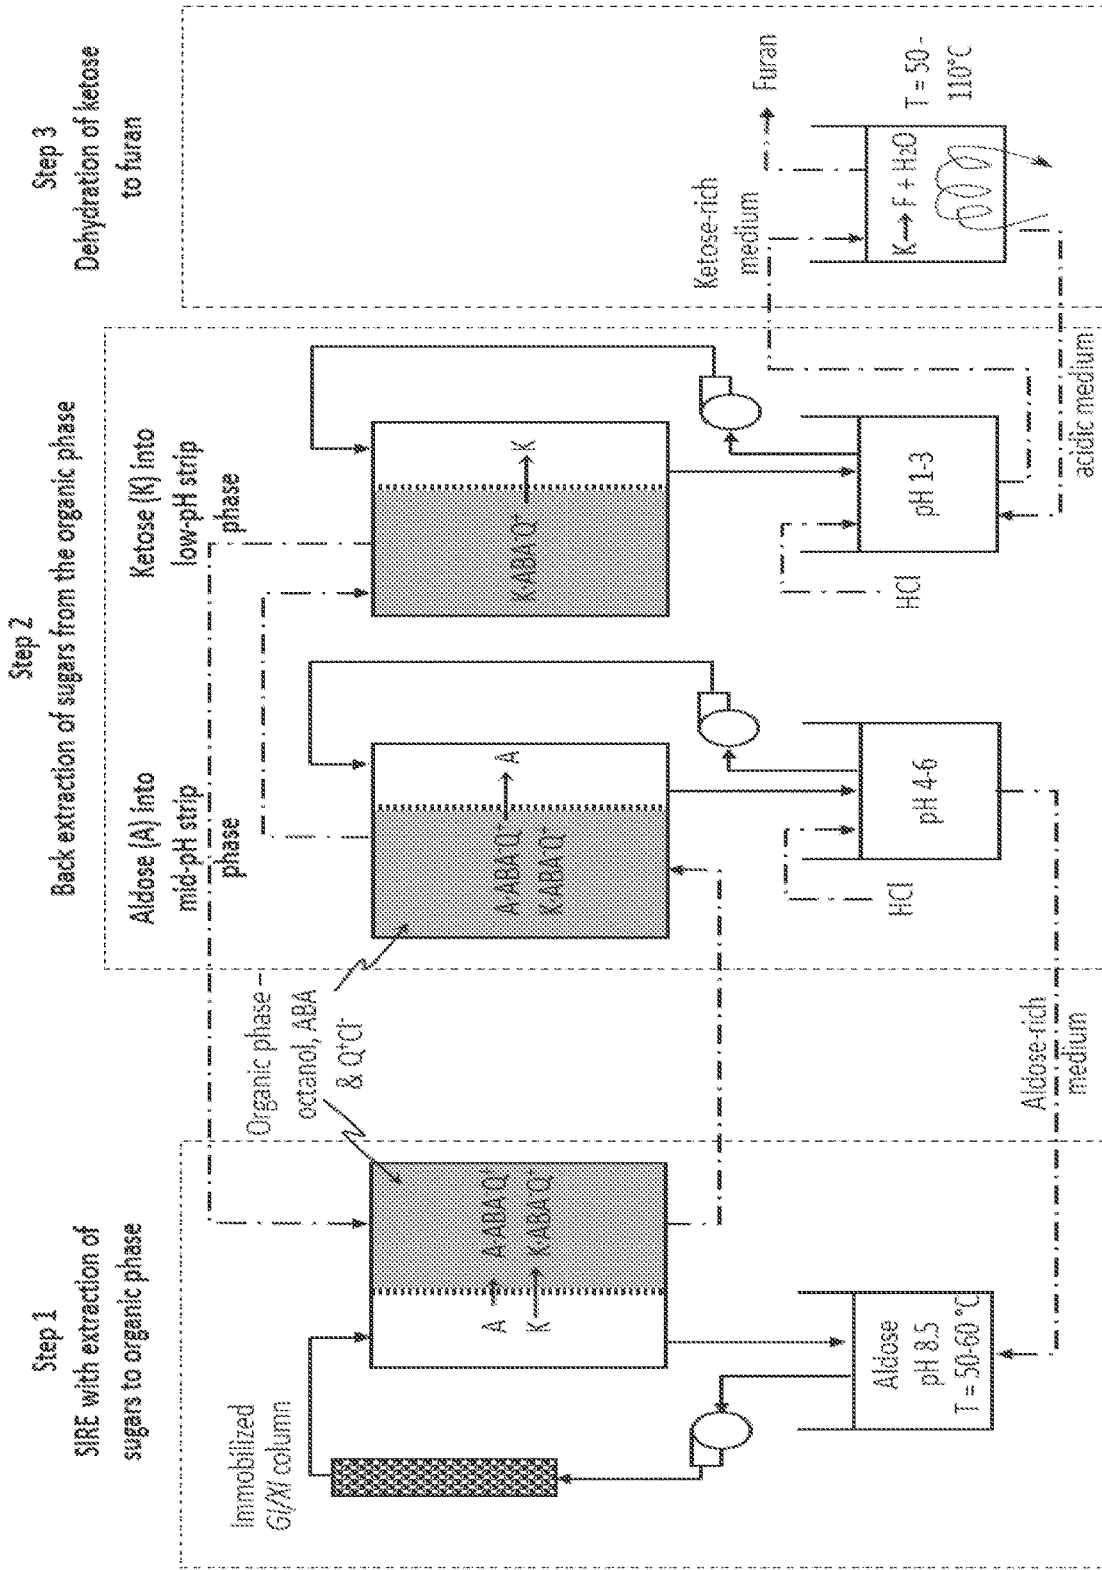 Step 1
SIRE with extraction of
sugars to organic phase
Immobilized
GI/XI column
A → A·ABA⁻Q⁺
K → K·ABA⁻Q⁺
Aldose
pH 8.5
T = 50-60 °C
Organic phase –
octanol, ABA
& Q⁺Cl⁻
Aldose-rich
medium
Step 2
Back extraction of sugars from the organic phase
Aldose (A) into
mid-pH strip
phase
A·ABA⁻Q⁺ → A
K·ABA⁻Q⁺
HCl
pH 4-6
Ketose (K) into
low-pH strip
phase
K·ABA⁻Q⁺ → K
HCl
pH 1-3
acidic medium
Step 3
Dehydration of ketose
to furan
Ketose-rich
medium
Furan
K → F + H₂O
T = 50 -
110°C